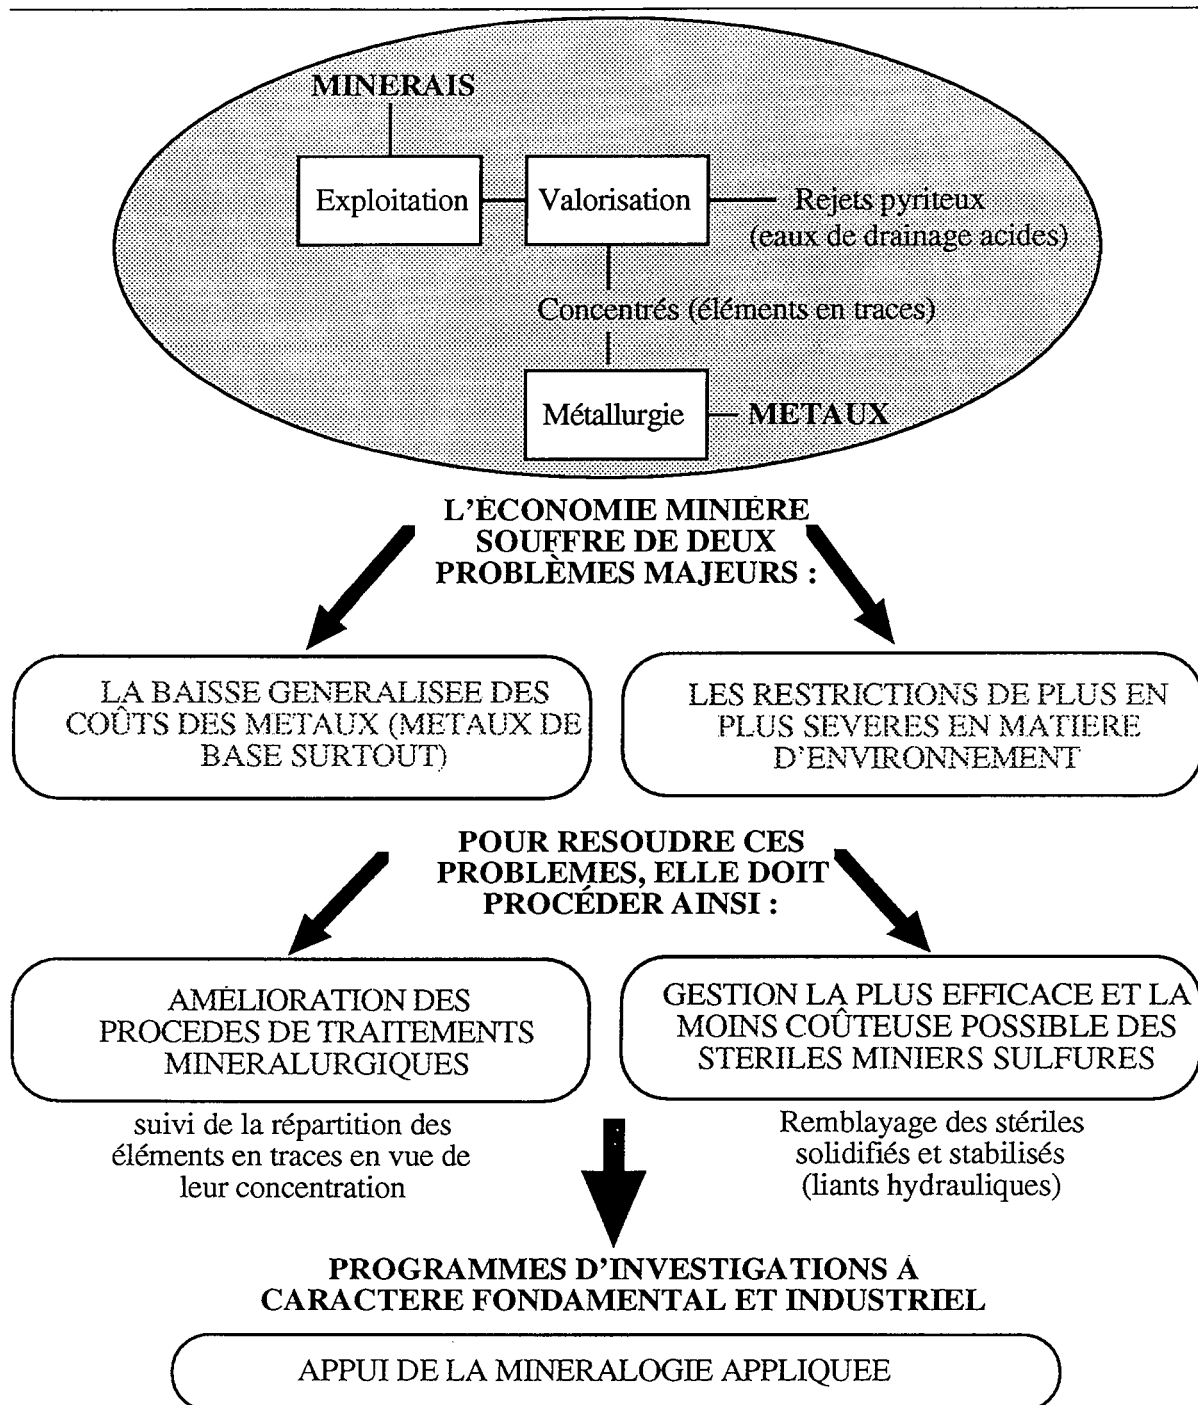 MINERAIS
Exploitation
Valorisation
Rejets pyriteux
(eaux de drainage acides)
Concentrés (éléments en traces)
Métallurgie
METAUX
L'ÉCONOMIE MINIÈRE
SOUFFRE DE DEUX
PROBLÈMES MAJEURS :
LA BAISSE GENERALISEE DES
COÛTS DES METAUX (METAUX DE
BASE SURTOUT)
LES RESTRICTIONS DE PLUS EN
PLUS SEVERES EN MATIERE
D'ENVIRONNEMENT
POUR RESOUDRE CES
PROBLEMES, ELLE DOIT
PROCÉDER AINSI :
AMÉLIORATION DES
PROCEDES DE TRAITEMENTS
MINERALURGIQUES
GESTION LA PLUS EFFICACE ET LA
MOINS COÛTEUSE POSSIBLE DES
STERILES MINIERS SULFURES
suivi de la répartition des
éléments en traces en vue de
leur concentration
Remblayage des stériles
solidifiés et stabilisés
(liants hydrauliques)
PROGRAMMES D'INVESTIGATIONS À
CARACTERE FONDAMENTAL ET INDUSTRIEL
APPUI DE LA MINERALOGIE APPLIQUEE